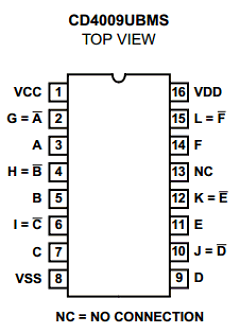 CD4009UBMS
TOP VIEW
VCC 1 16 VDD
G = A̅ 2 15 L = F̅
A 3 14 F
H = B̅ 4 13 NC
B 5 12 K = E̅
I = C̅ 6 11 E
C 7 10 J = D̅
VSS 8 9 D
NC = NO CONNECTION